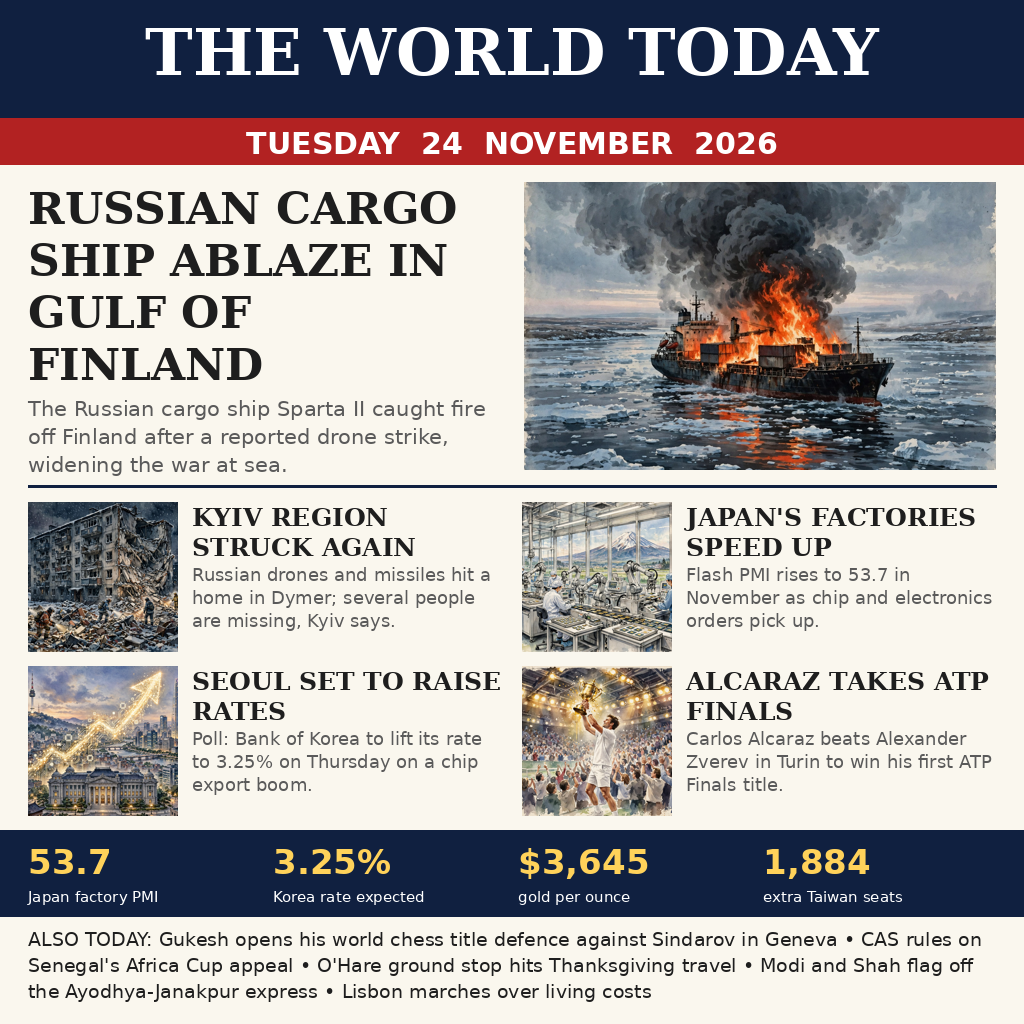 THE WORLD TODAY
TUESDAY 24 NOVEMBER 2026
RUSSIAN CARGO
SHIP ABLAZE IN
GULF OF
FINLAND
The Russian cargo ship Sparta II caught fire
off Finland after a reported drone strike,
widening the war at sea.
KYIV REGION
STRUCK AGAIN
Russian drones and missiles hit a
home in Dymer; several people
are missing, Kyiv says.
JAPAN'S FACTORIES
SPEED UP
Flash PMI rises to 53.7 in
November as chip and electronics
orders pick up.
SEOUL SET TO RAISE
RATES
Poll: Bank of Korea to lift its rate
to 3.25% on Thursday on a chip
export boom.
ALCARAZ TAKES ATP
FINALS
Carlos Alcaraz beats Alexander
Zverev in Turin to win his first ATP
Finals title.
53.7
Japan factory PMI
3.25%
Korea rate expected
$3,645
gold per ounce
1,884
extra Taiwan seats
ALSO TODAY: Gukesh opens his world chess title defence against Sindarov in Geneva • CAS rules on
Senegal's Africa Cup appeal • O'Hare ground stop hits Thanksgiving travel • Modi and Shah flag off
the Ayodhya-Janakpur express • Lisbon marches over living costs